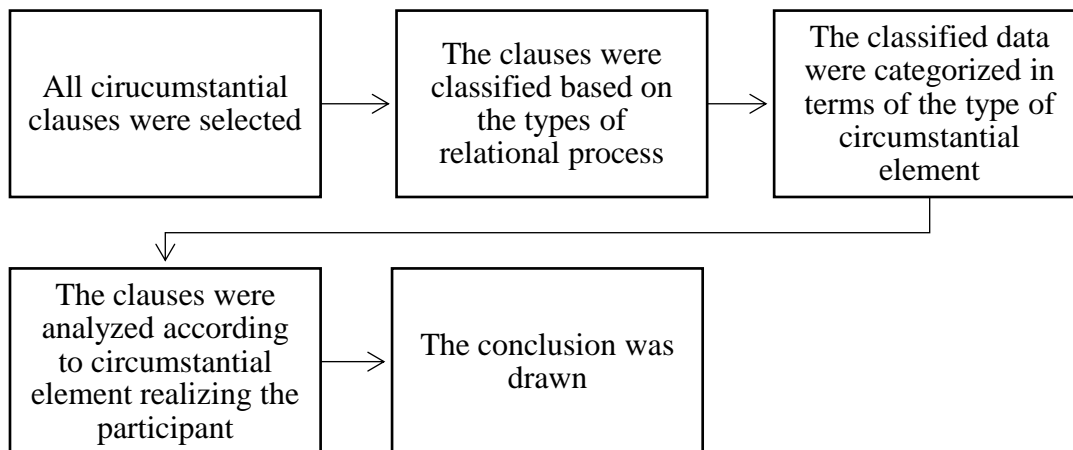 All cirucumstantial
clauses were selected
The clauses were
classified based on
the types of
relational process
The classified data
were categorized in
terms of the type of
circumstantial
element
The clauses were
analyzed according
to circumstantial
element realizing the
participant
The conclusion was
drawn